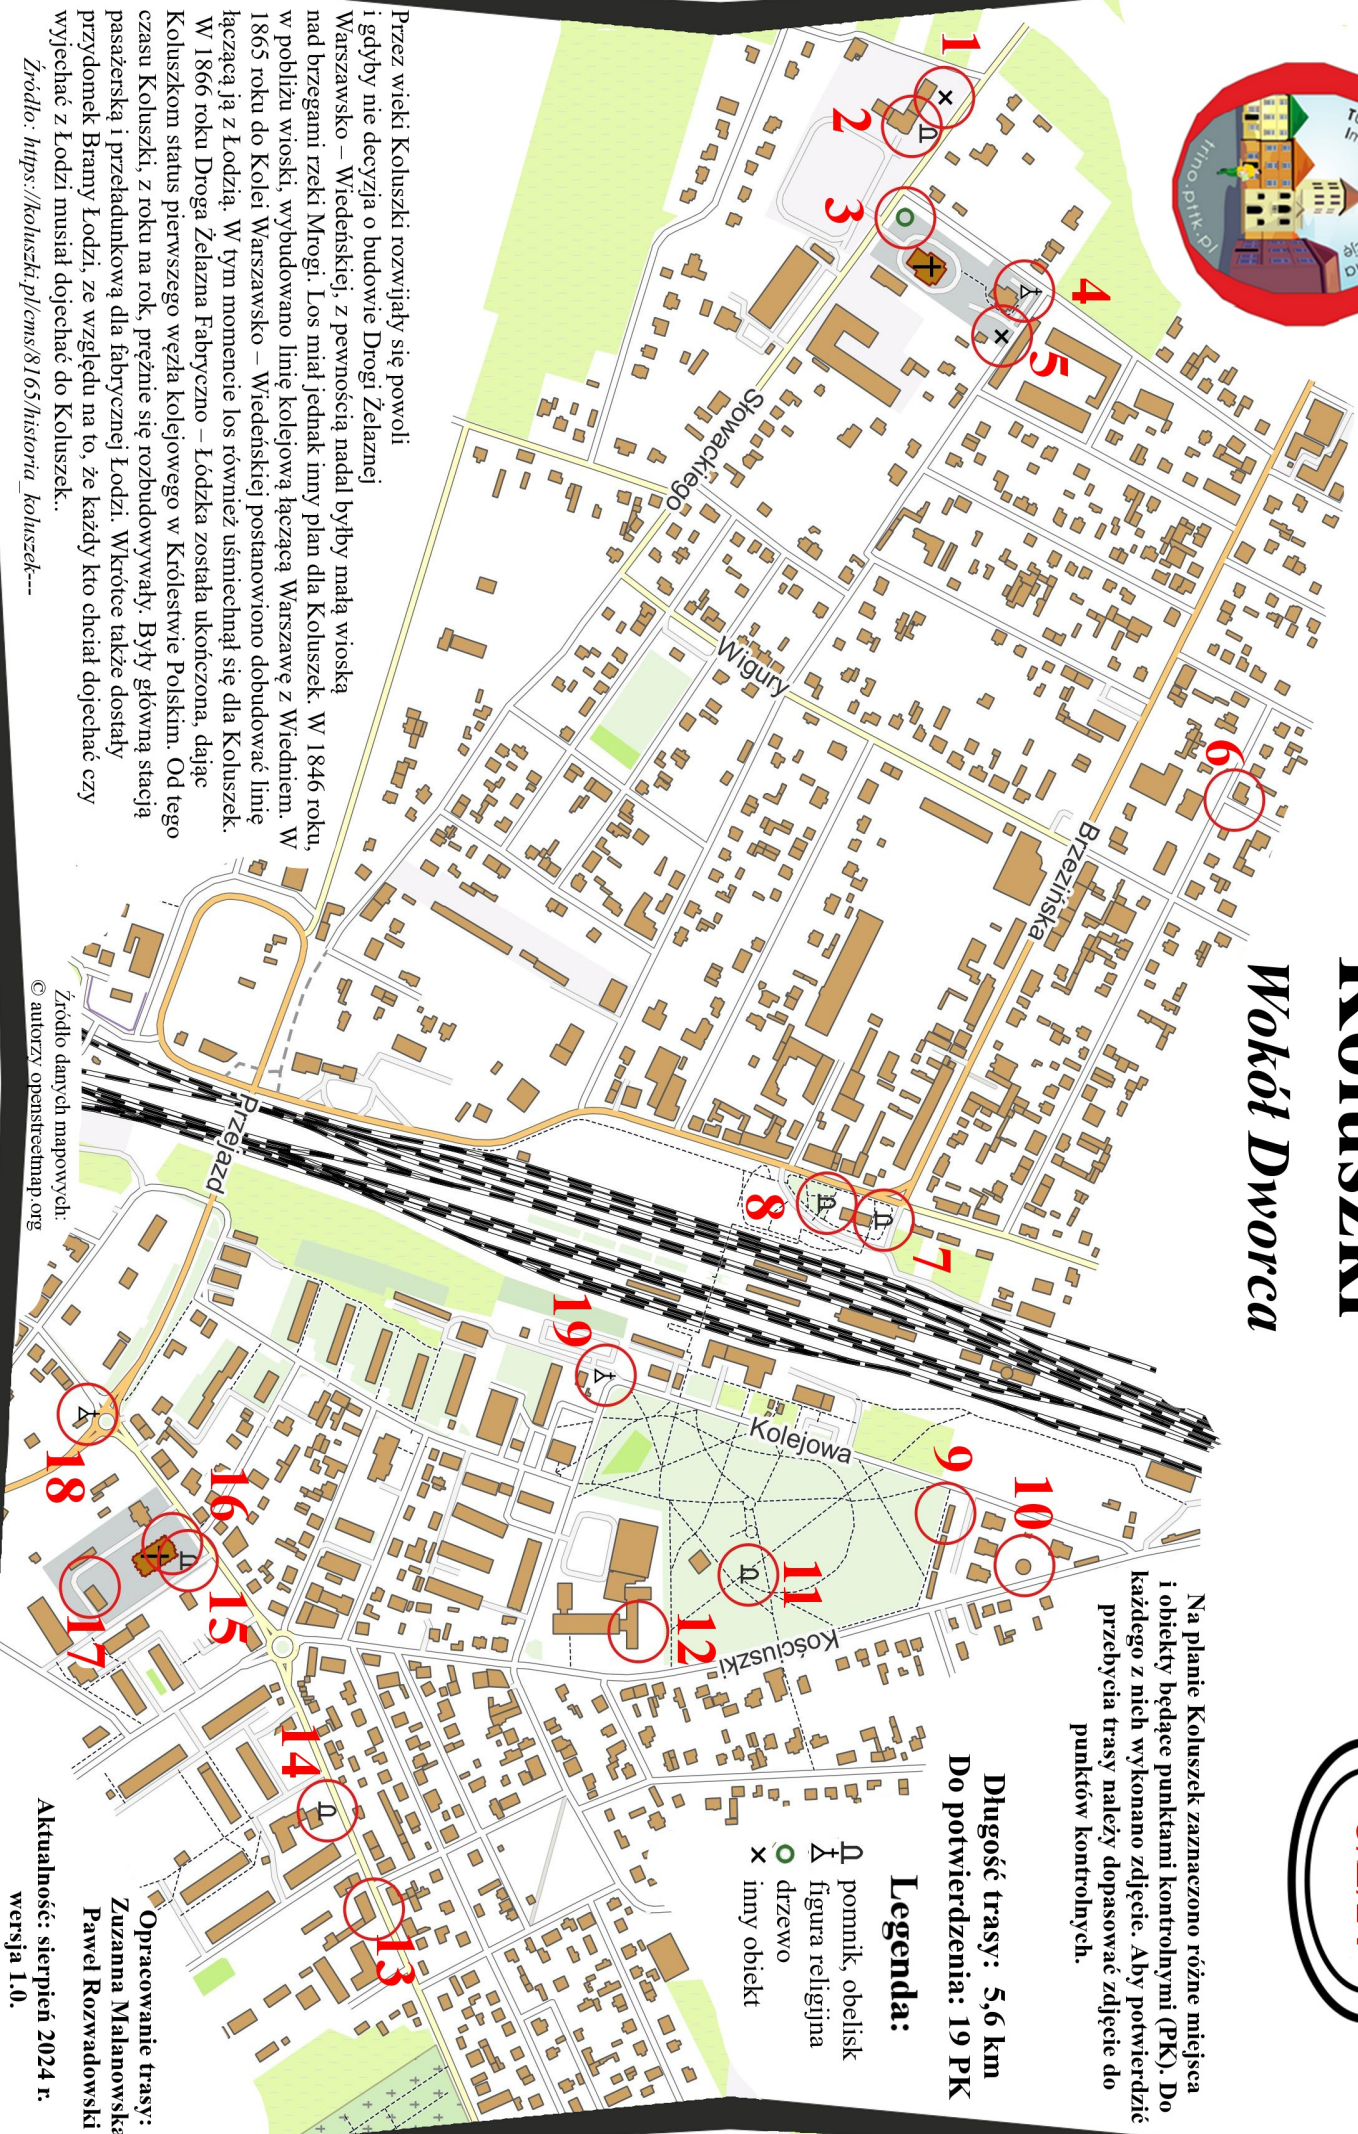 Koluszki
Wokół Dworca
trino.pttk.pl
Na planie Koluszek zaznaczono różne miejsca
i obiekty będące punktami kontrolnymi (PK). Do
każdego z nich wykonano zdjęcie. Aby potwierdzić
przebycia trasy należy dopasować zdjęcie do
punktów kontrolnych.
Długość trasy: 5,6 km
Do potwierdzenia: 19 PK
Legenda:
pomnik, obelisk
figura religijna
drzewo
inny obiekt
1
2
3
4
5
6
7
8
9
10
11
12
13
14
15
16
17
18
19
Słowackiego
Wigury
Brzezińska
Przejazd
Kolejowa
Kościuszki
Przez wieki Koluszki rozwijały się powoli
i gdyby nie decyzja o budowie Drogi Żelaznej
Warszawsko – Wiedeńskiej, z pewnością nadal byłby małą wioską
nad brzegami rzeki Mrogi. Los miał jednak inny plan dla Koluszek. W 1846 roku,
w pobliżu wioski, wybudowano linię kolejową łączącą Warszawę z Wiedniem. W
1865 roku do Kolei Warszawsko – Wiedeńskiej postanowiono dobudować linię
łączącą ją z Łodzią. W tym momencie los również uśmiechnął się dla Koluszek.
W 1866 roku Droga Żelazna Fabryczno – Łódzka została ukończona, dając
Koluszkom status pierwszego węzła kolejowego w Królestwie Polskim. Od tego
czasu Koluszki, z roku na rok, prężnie się rozbudowywały. Były główną stacją
pasażerską i przeładunkową dla fabrycznej Łodzi. Wkrótce także dostały
przydomek Bramy Łodzi, ze względu na to, że każdy kto chciał dojechać czy
wyjechać z Łodzi musiał dojechać do Koluszek..
Źródło: https://koluszki.pl/cms/8165/historia_koluszek---
Źródło danych mapowych:
© autorzy openstreetmap.org
Opracowanie trasy:
Zuzanna Malanowska
Paweł Rozwadowski
Aktualność: sierpień 2024 r.
wersja 1.0.